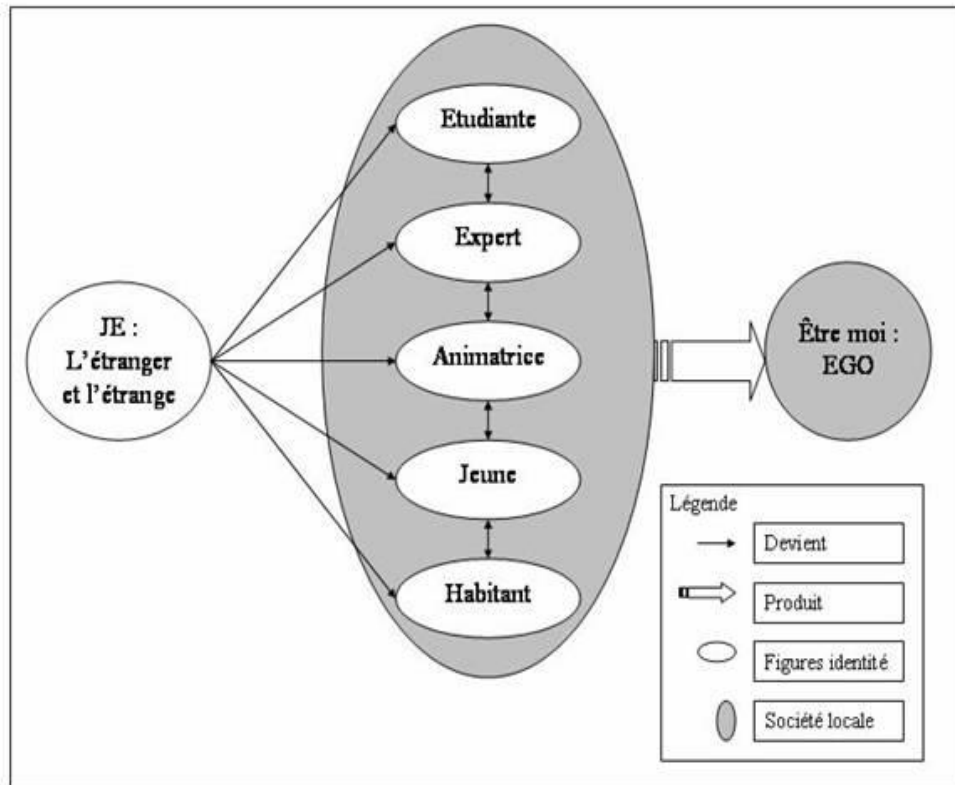 Etudiante
Expert
JE :
L'étranger
et l'étrange
Animatrice
Être moi :
EGO
Jeune
Habitant
Légende
Devient
Produit
Figures identité
Société locale